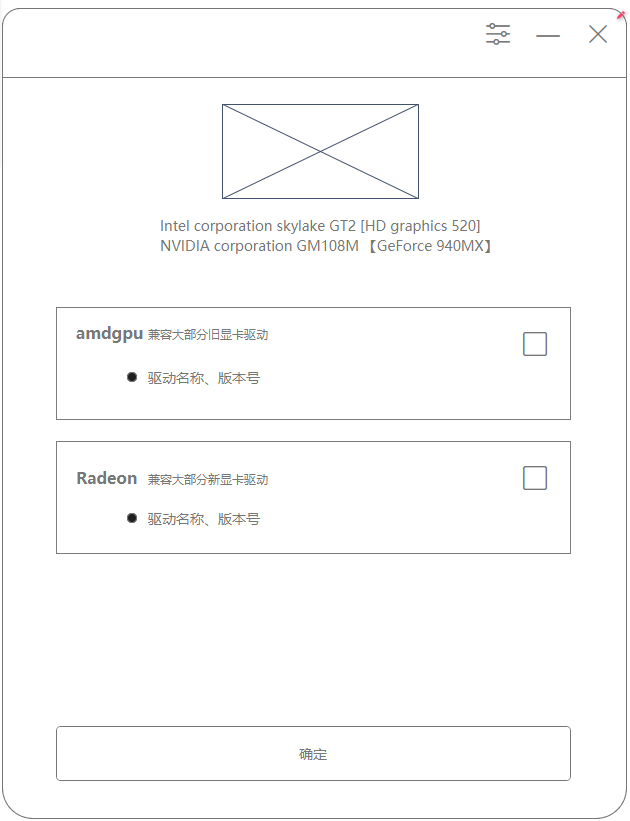 Intel corporation skylake GT2 [HD graphics 520]
NVIDIA corporation GM108M 【GeForce 940MX】
amdgpu 兼容大部分旧显卡驱动
驱动名称、版本号
Radeon 兼容大部分新显卡驱动
驱动名称、版本号
确定